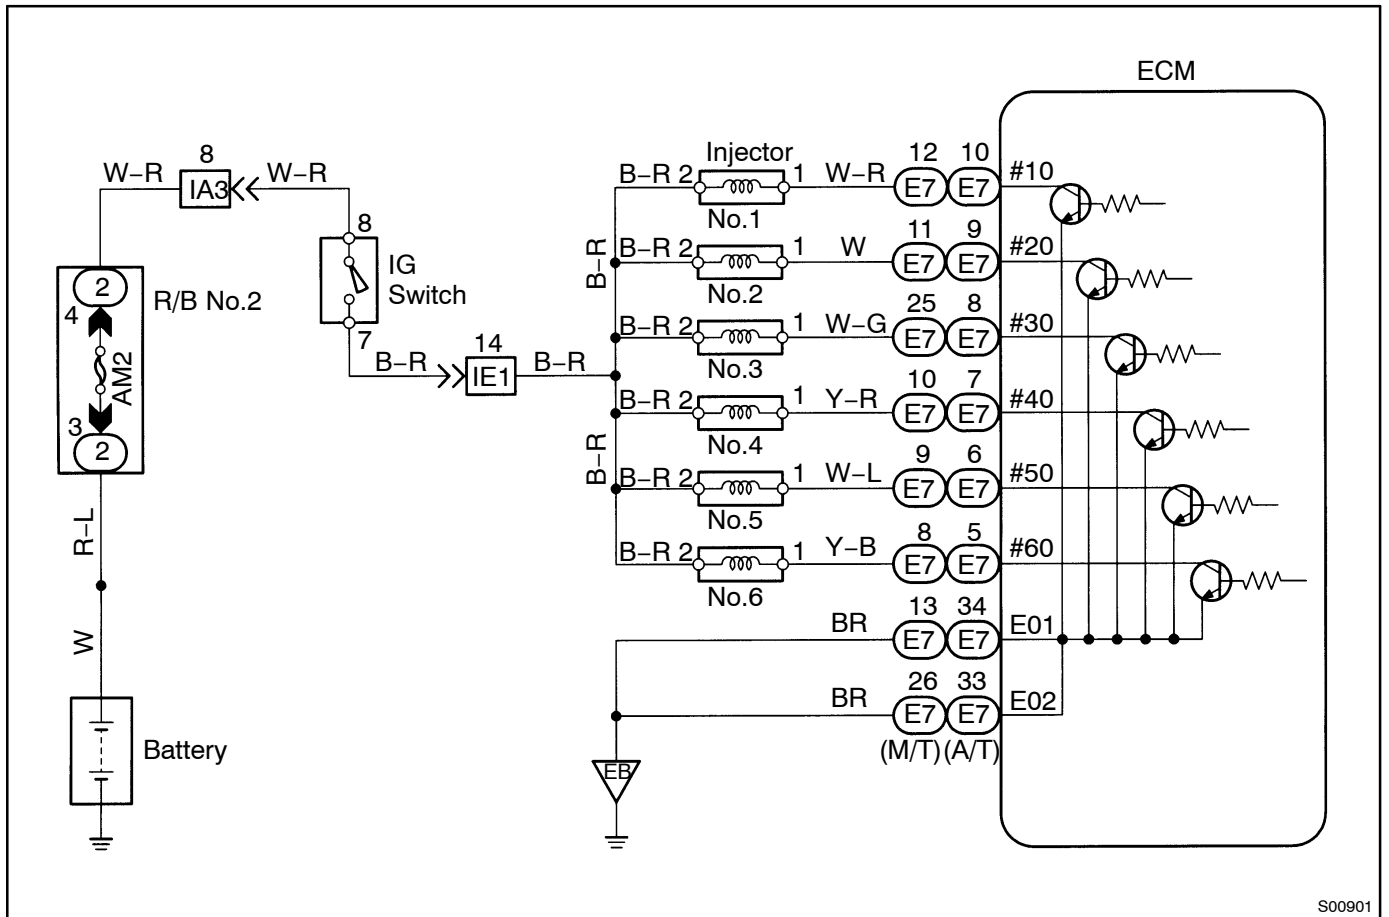 ECM
8
W–R IA3 W–R
8
IG
Switch
7
14
B–R IE1 B–R
2
R/B No.2
4
AM2
3
2
R–L
W
Battery
Injector
B–R 2 1 W–R 12 10 #10
E7 E7
No.1
B–R
B–R 2 1 W 11 9 #20
E7 E7
No.2
B–R 2 1 W–G 25 8 #30
E7 E7
No.3
B–R 2 1 Y–R 10 7 #40
E7 E7
No.4
B–R
B–R 2 1 W–L 9 6 #50
E7 E7
No.5
B–R 2 1 Y–B 8 5 #60
E7 E7
No.6
BR 13 34 E01
E7 E7
BR 26 33 E02
E7 E7
(M/T) (A/T)
EB
S00901